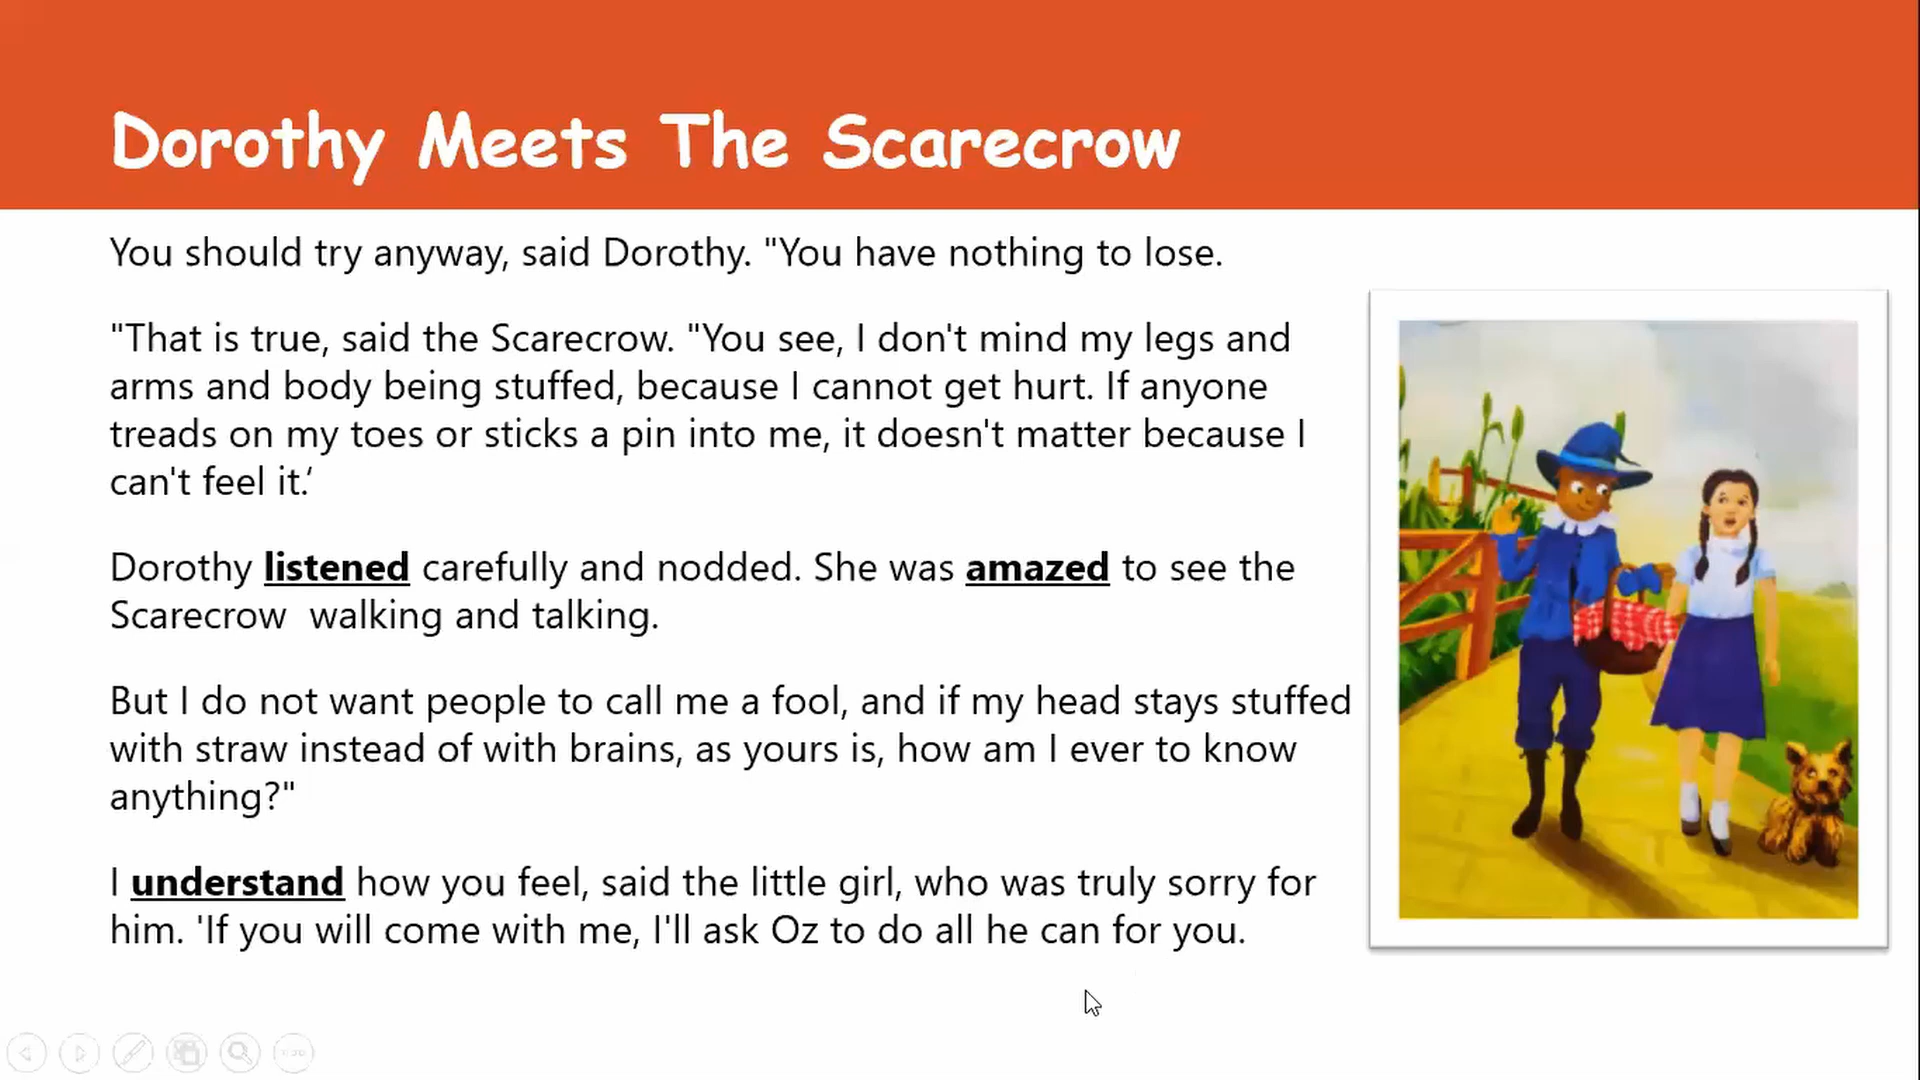 Dorothy Meets The Scarecrow
You should try anyway, said Dorothy. "You have nothing to lose.
"That is true, said the Scarecrow. "You see, I don't mind my legs and
arms and body being stuffed, because I cannot get hurt. If anyone
treads on my toes or sticks a pin into me, it doesn't matter because I
can't feel it.‘
Dorothy listened carefully and nodded. She was amazed to see the
Scarecrow  walking and talking.
But I do not want people to call me a fool, and if my head stays stuffed
with straw instead of with brains, as yours is, how am I ever to know
anything?"
I understand how you feel, said the little girl, who was truly sorry for
him. 'If you will come with me, I'll ask Oz to do all he can for you.